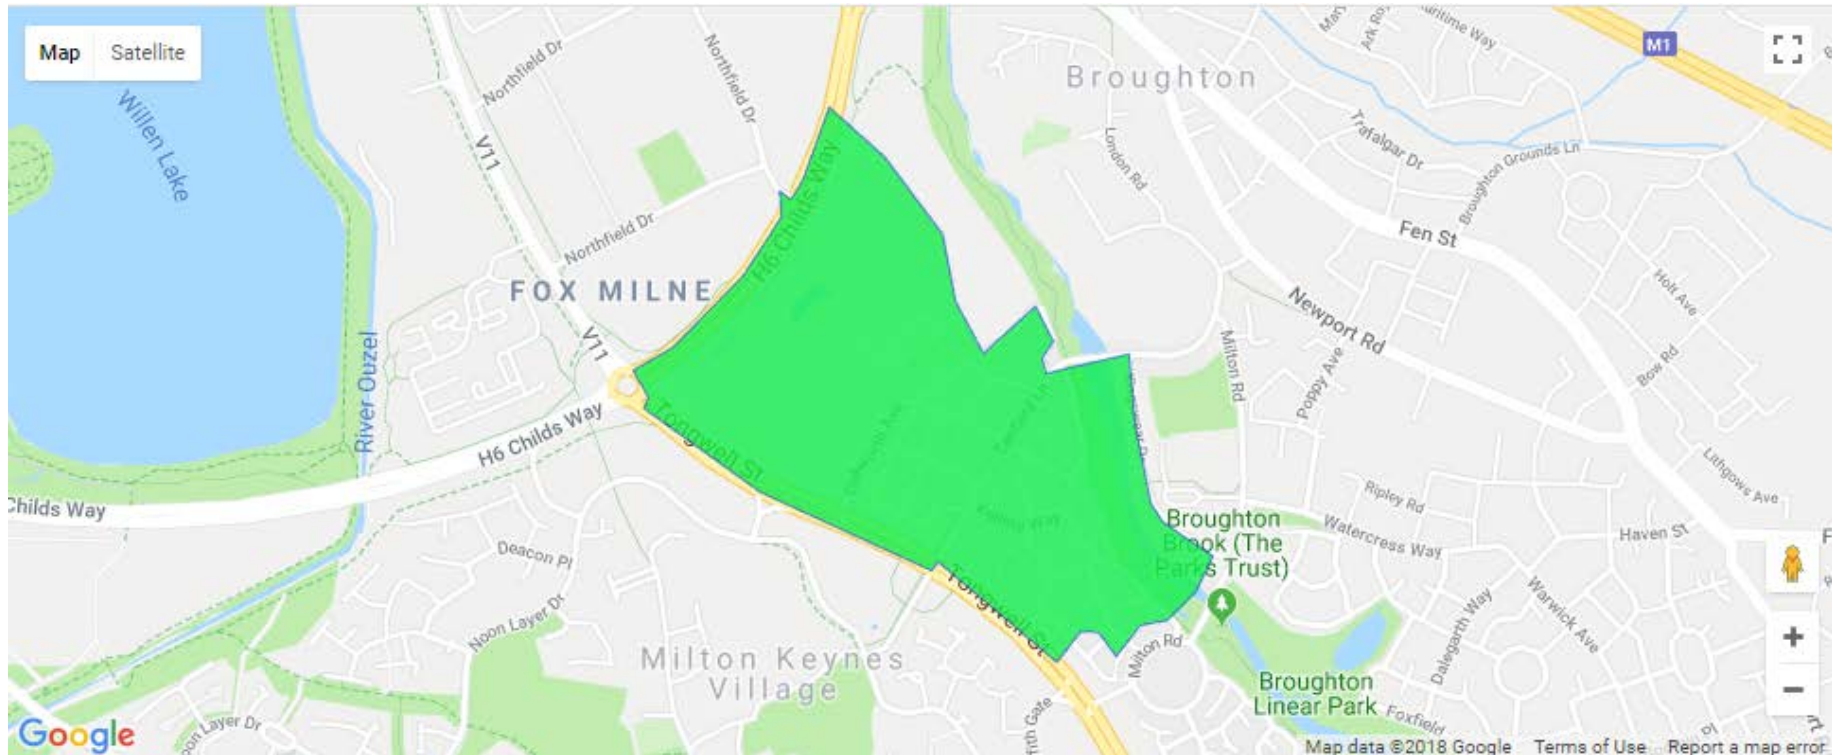 Map
Satellite
Willen Lake
Northfield Dr
Northfield Dr
V11
Northfield Dr
FOX MILNE
V11
H6 Childs Way
River Ouzel
H6 Childs Way
Childs Way
Tongwell St
Tongwell St
Deacon Pl
Noon Layer Dr
Milton Keynes
Village
Broughton
Maritime Way
M1
London Rd
Trafalgar Dr
Broughton Grounds Ln
Fen St
Holt Ave
Newport Rd
Milton Rd
Poppy Ave
Bow Rd
Lithgows Ave
Ripley Rd
Watercress Way
Haven St
Broughton
Brook (The
Parks Trust)
Warwick Ave
Dalegarth Way
Milton Rd
Broughton
Linear Park
Foxfield
Google
Map data ©2018 Google
Terms of Use
Report a map error